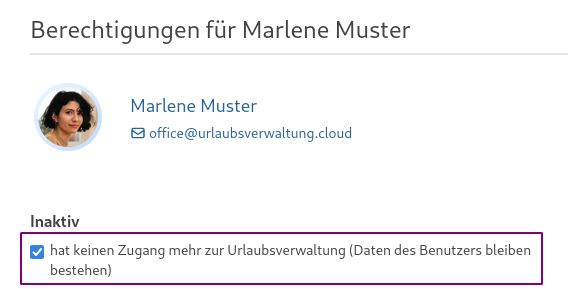 Berechtigungen für Marlene Muster
Marlene Muster
office@urlaubsverwaltung.cloud
Inaktiv
hat keinen Zugang mehr zur Urlaubsverwaltung (Daten des Benutzers bleiben
bestehen)